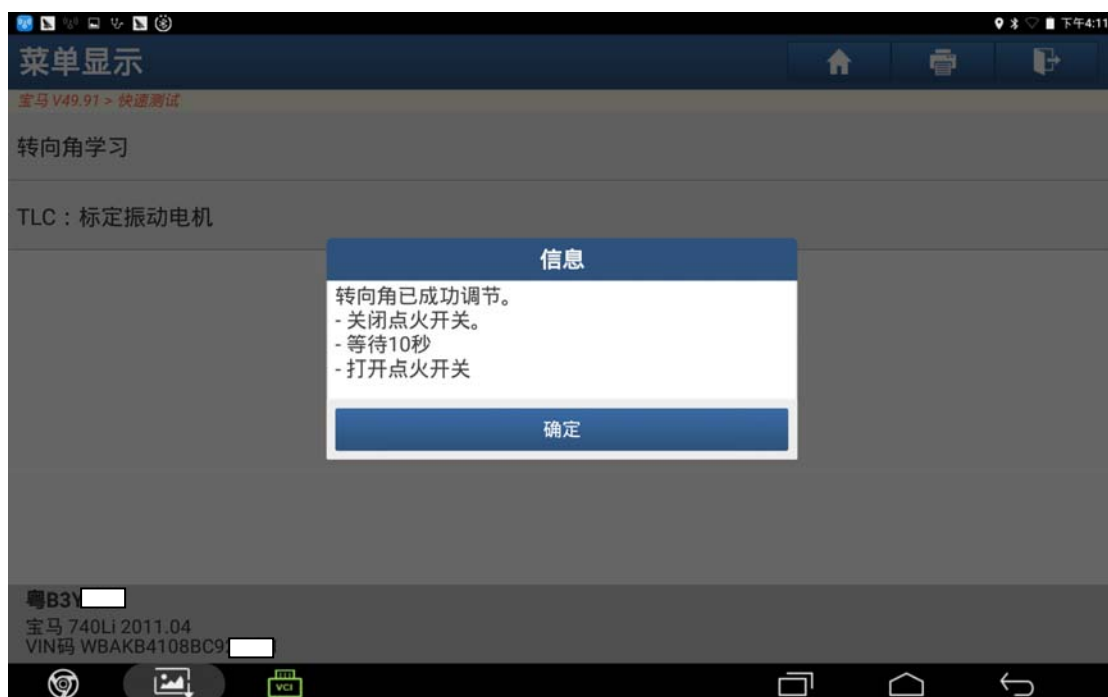 下午4:11
菜单显示
宝马 V49.91 > 快速测试
转向角学习
TLC：标定振动电机
信息
转向角已成功调节。
- 关闭点火开关。
- 等待10秒
- 打开点火开关
确定
粤B3Y
宝马 740Li 2011.04
VIN码 WBAKB4108BC9
VCI